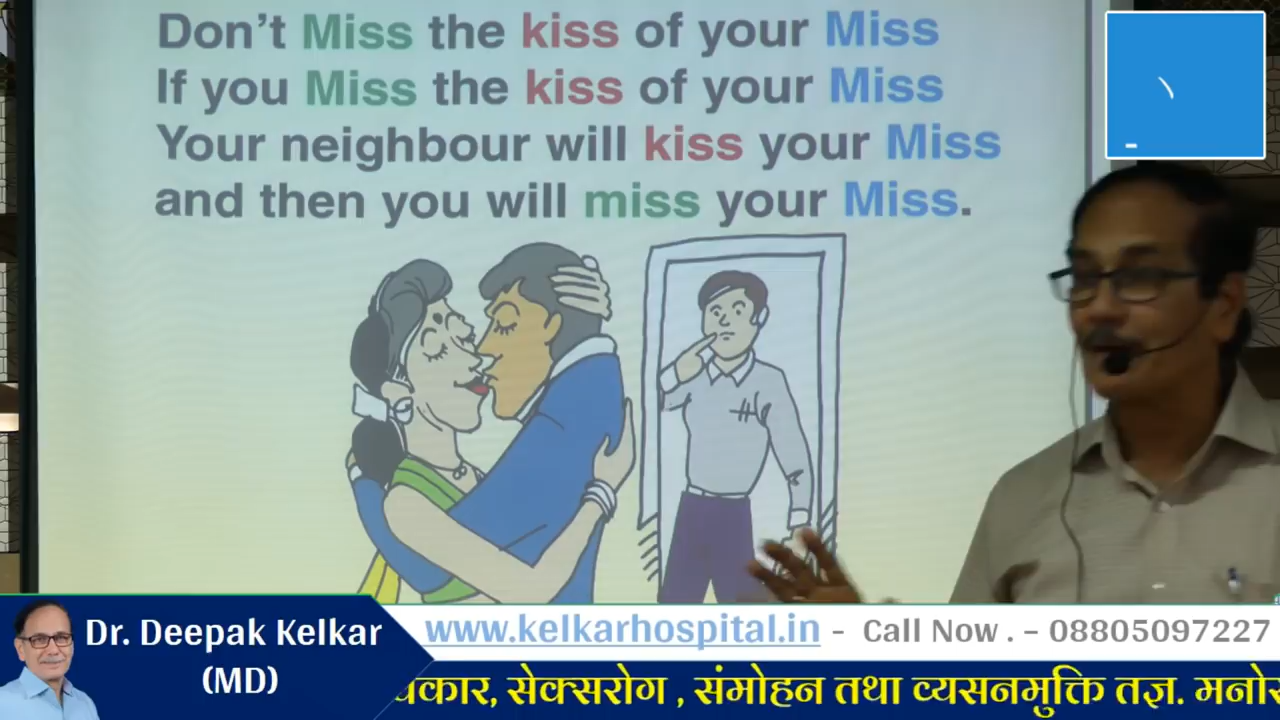 Don't Miss the kiss of your Miss
If you Miss the kiss of your Miss
Your neighbour will kiss your Miss
and then you will miss your Miss.
Dr. Deepak Kelkar
(MD)
www.kelkarhospital.in - Call Now . - 08805097227
सेक्सरोग , संमोहन तथा व्यसनमुक्ति तज्ञ.